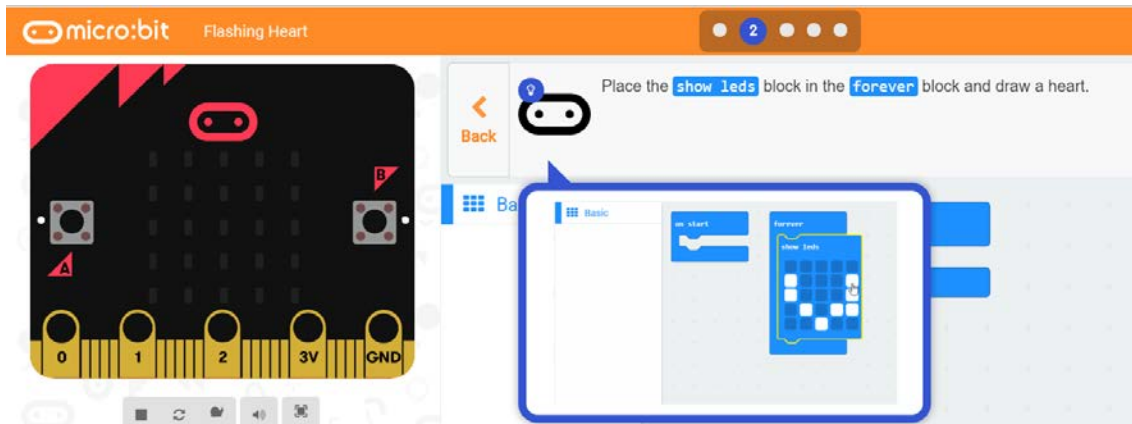 micro:bit Flashing Heart 2
Place the show leds block in the forever block and draw a heart.
Back
B
A
Ba
Basic
on start
forever
show leds
0 1 2 3V GND